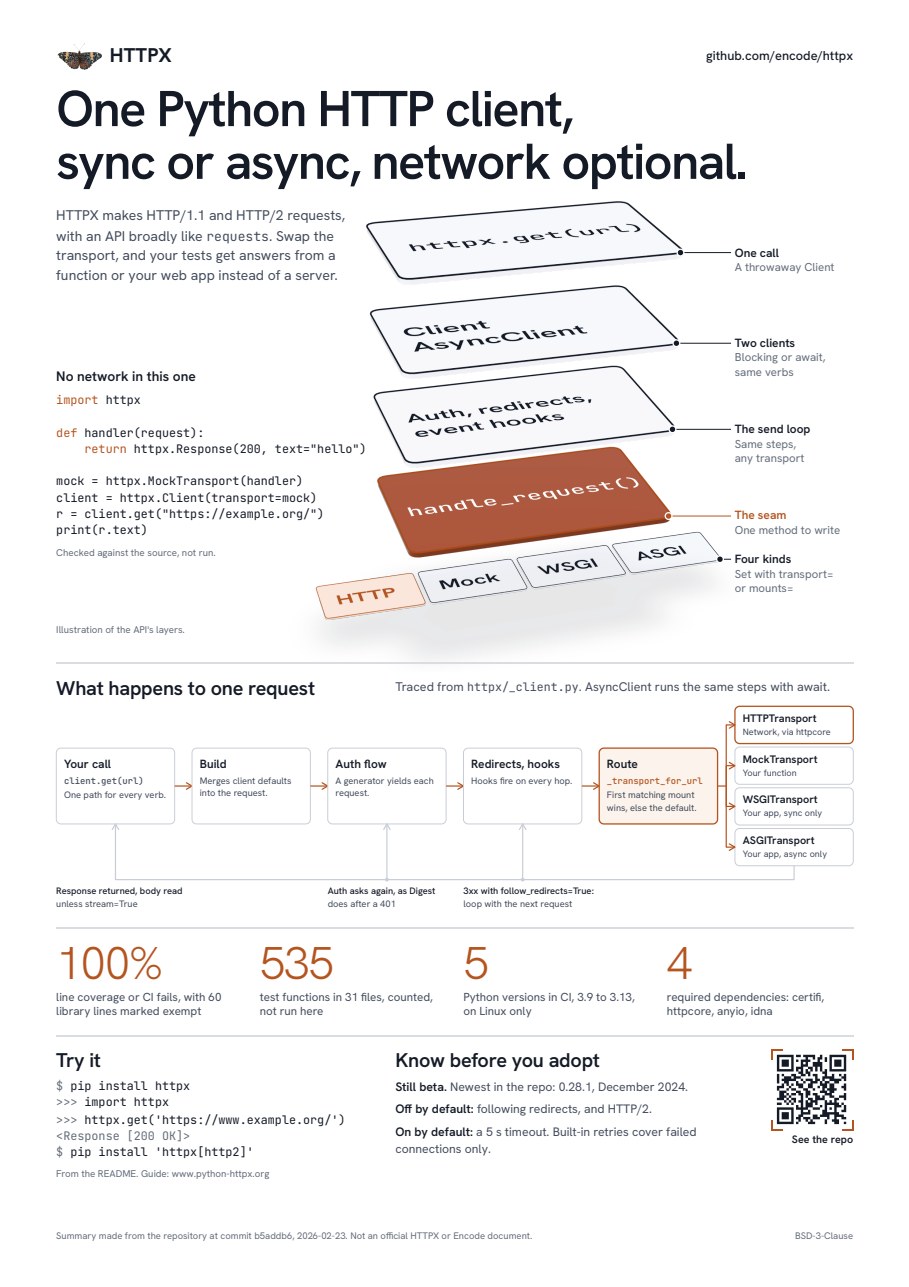 HTTPX
github.com/encode/httpx
One Python HTTP client,
sync or async, network optional.
HTTPX makes HTTP/1.1 and HTTP/2 requests,
with an API broadly like requests. Swap the
transport, and your tests get answers from a
function or your web app instead of a server.
httpx.get(url)
One call
A throwaway Client
Client
AsyncClient
Two clients
Blocking or await,
same verbs
Auth, redirects,
event hooks
The send loop
Same steps,
any transport
handle_request()
The seam
One method to write
HTTP
Mock
WSGI
ASGI
Four kinds
Set with transport=
or mounts=
No network in this one
import httpx
def handler(request):
    return httpx.Response(200, text="hello")
mock = httpx.MockTransport(handler)
client = httpx.Client(transport=mock)
r = client.get("https://example.org/")
print(r.text)
Checked against the source, not run.
Illustration of the API's layers.
What happens to one request
Traced from httpx/_client.py. AsyncClient runs the same steps with await.
Your call
client.get(url)
One path for every verb.
Build
Merges client defaults
into the request.
Auth flow
A generator yields each
request.
Redirects, hooks
Hooks fire on every hop.
Route
_transport_for_url
First matching mount
wins, else the default.
HTTPTransport
Network, via httpcore
MockTransport
Your function
WSGITransport
Your app, sync only
ASGITransport
Your app, async only
Response returned, body read
unless stream=True
Auth asks again, as Digest
does after a 401
3xx with follow_redirects=True:
loop with the next request
100%
line coverage or CI fails, with 60
library lines marked exempt
535
test functions in 31 files, counted,
not run here
5
Python versions in CI, 3.9 to 3.13,
on Linux only
4
required dependencies: certifi,
httpcore, anyio, idna
Try it
$ pip install httpx
>>> import httpx
>>> httpx.get('https://www.example.org/')
<Response [200 OK]>
$ pip install 'httpx[http2]'
From the README. Guide: www.python-httpx.org
Know before you adopt
Still beta. Newest in the repo: 0.28.1, December 2024.
Off by default: following redirects, and HTTP/2.
On by default: a 5 s timeout. Built-in retries cover failed
connections only.
See the repo
Summary made from the repository at commit b5addb6, 2026-02-23. Not an official HTTPX or Encode document.
BSD-3-Clause